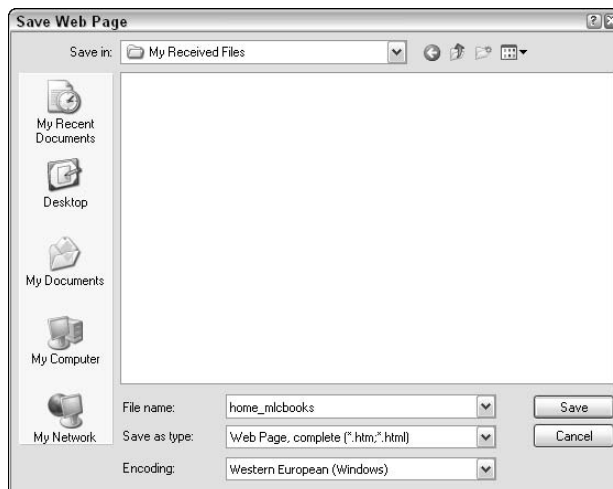 Save Web Page
Save in: My Received Files
My Recent
Documents
Desktop
My Documents
My Computer
My Network
File name: home_mlcbooks Save
Save as type: Web Page, complete (*.htm;*.html) Cancel
Encoding: Western European (Windows)